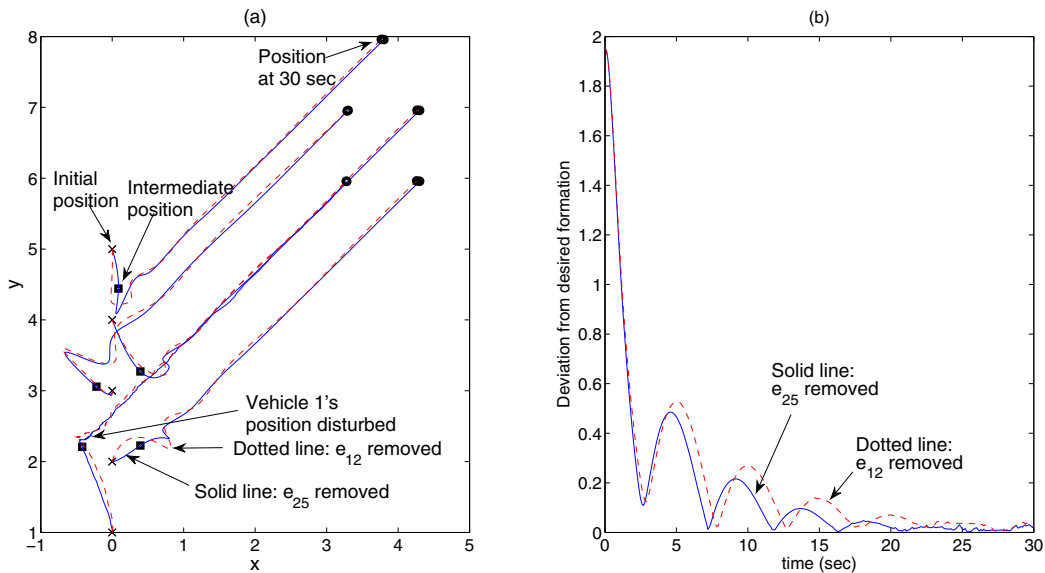 (a)
8
7
6
5
4
3
2
1
−1
0
1
2
3
4
5
x
y
Position
at 30 sec
Initial
position
Intermediate
position
Vehicle 1's
position disturbed
Dotted line: e12 removed
Solid line: e25 removed
(b)
2
1.8
1.6
1.4
1.2
1
0.8
0.6
0.4
0.2
0
0
5
10
15
20
25
30
time (sec)
Deviation from desired formation
Solid line:
e25 removed
Dotted line:
e12 removed